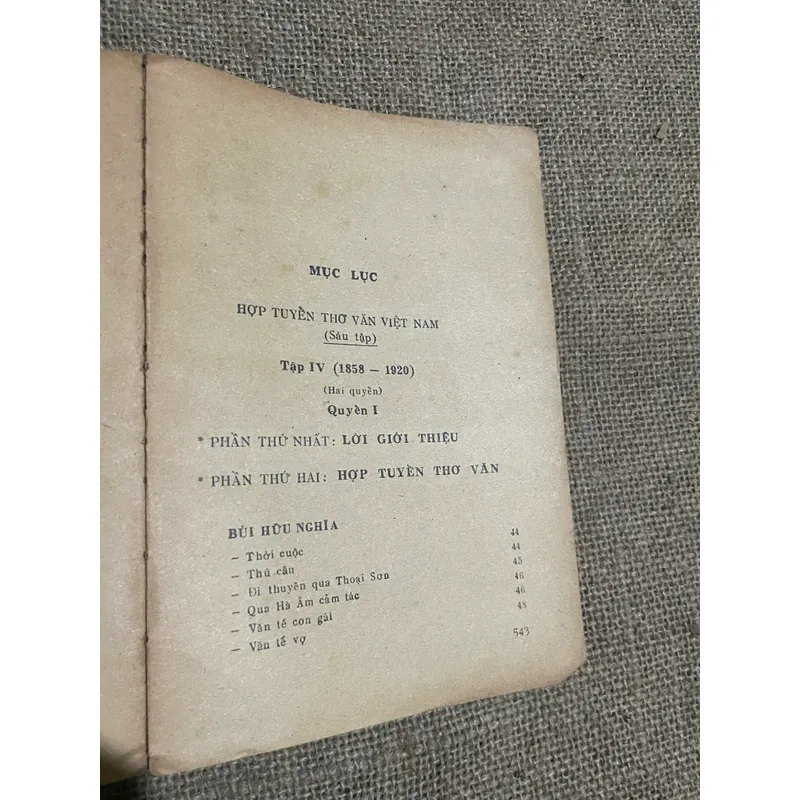 MỤC LỤC
HỢP TUYỂN THƠ VĂN VIỆT NAM
(Sáu tập)
Tập IV (1858 — 1920)
(Hai quyển)
Quyển I
* PHẦN THỨ NHẤT: LỜI GIỚI THIỆU
* PHẦN THỨ HAI: HỢP TUYỂN THƠ VĂN
BÙI HỮU NGHĨA
— Thời cuộc 44
— Thú câu 44
— Đi thuyền qua Thoại Sơn 45
— Qua Hà Âm cảm tác 46
— Văn tế con gái 46
— Văn tế vợ 48
543